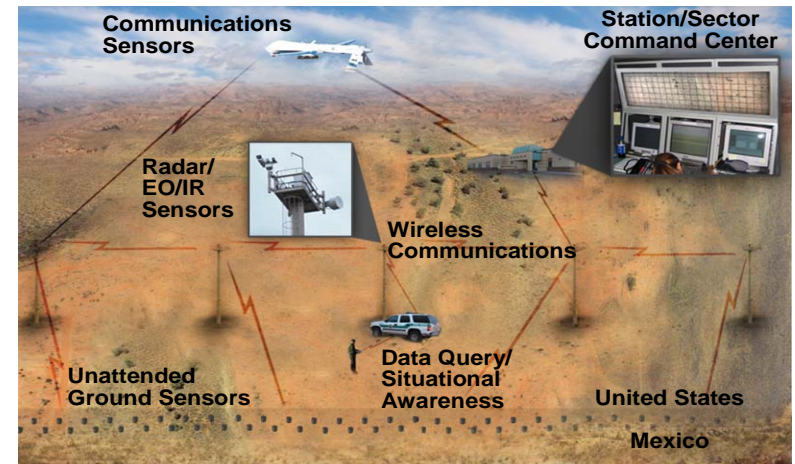 Communications
Sensors
Station/Sector
Command Center
Radar/
EO/IR
Sensors
Wireless
Communications
Unattended
Ground Sensors
Data Query/
Situational
Awareness
United States
Mexico